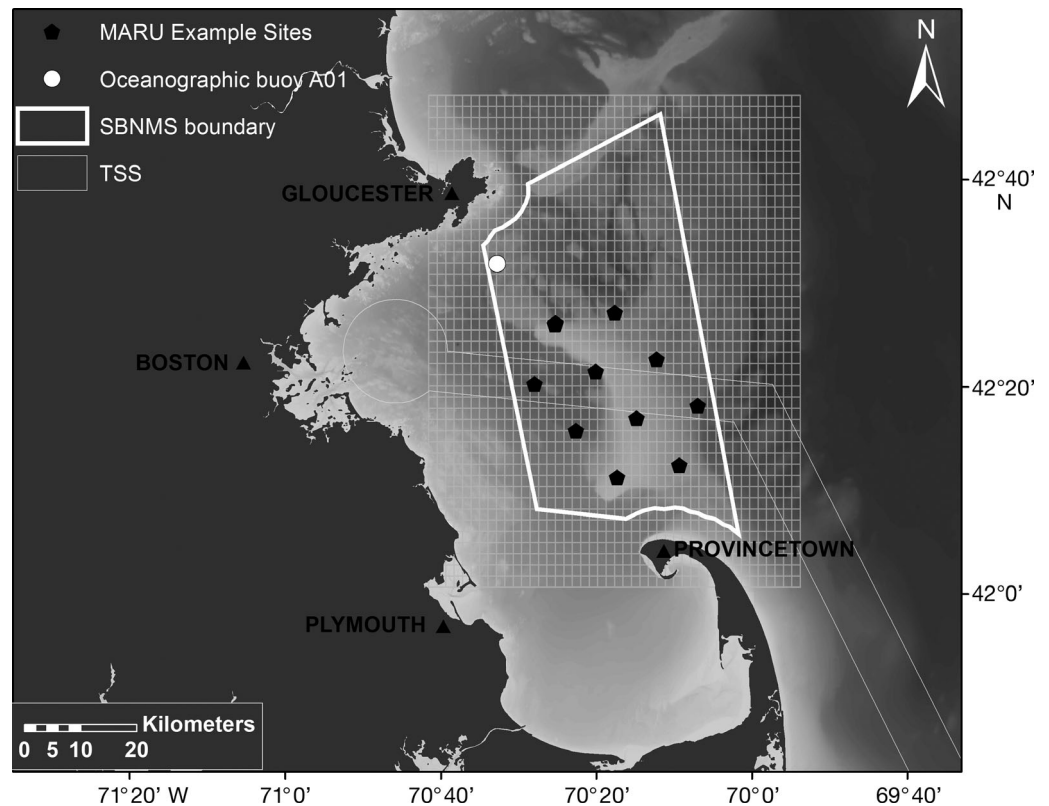 MARU Example Sites
Oceanographic buoy A01
SBNMS boundary
TSS
N
GLOUCESTER
42°40'
N
BOSTON
42°20'
PROVINCETOWN
42°0'
PLYMOUTH
Kilometers
0 5 10 20
71°20' W 71°0' 70°40' 70°20' 70°0' 69°40'